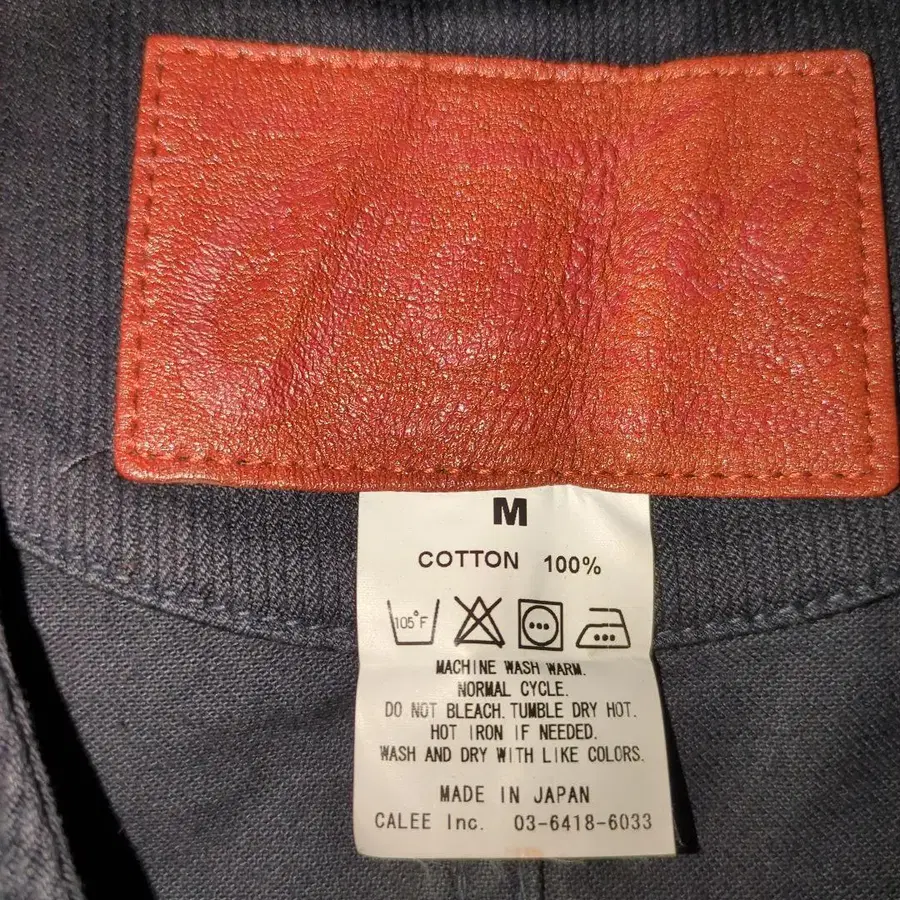 M
COTTON 100%
105°F
MACHINE WASH WARM.
NORMAL CYCLE.
DO NOT BLEACH. TUMBLE DRY HOT.
HOT IRON IF NEEDED.
WASH AND DRY WITH LIKE COLORS.
MADE IN JAPAN
CALEE Inc. 03-6418-6033